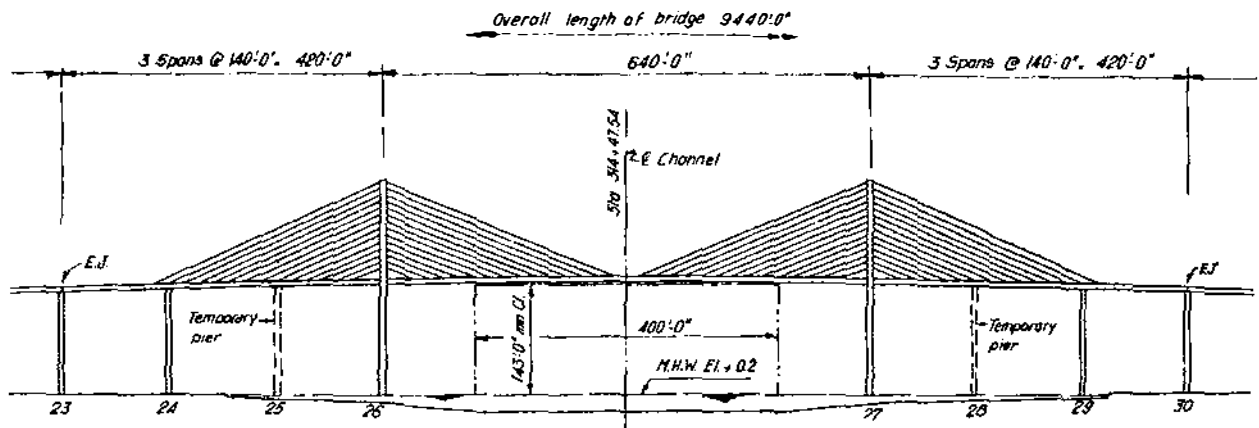 Overall length of bridge 9440'-0"
3 Spans @ 140'-0". 420'-0"
640'-0"
3 Spans @ 140'-0". 420'-0"
Sta 314+47.54
₵ Channel
E.J.
E.J
Temporary
pier
143'-0" min Cl.
400'-0"
M.H.W. El. + 0.2
Temporary
pier
23 24 25 26 27 28 29 30